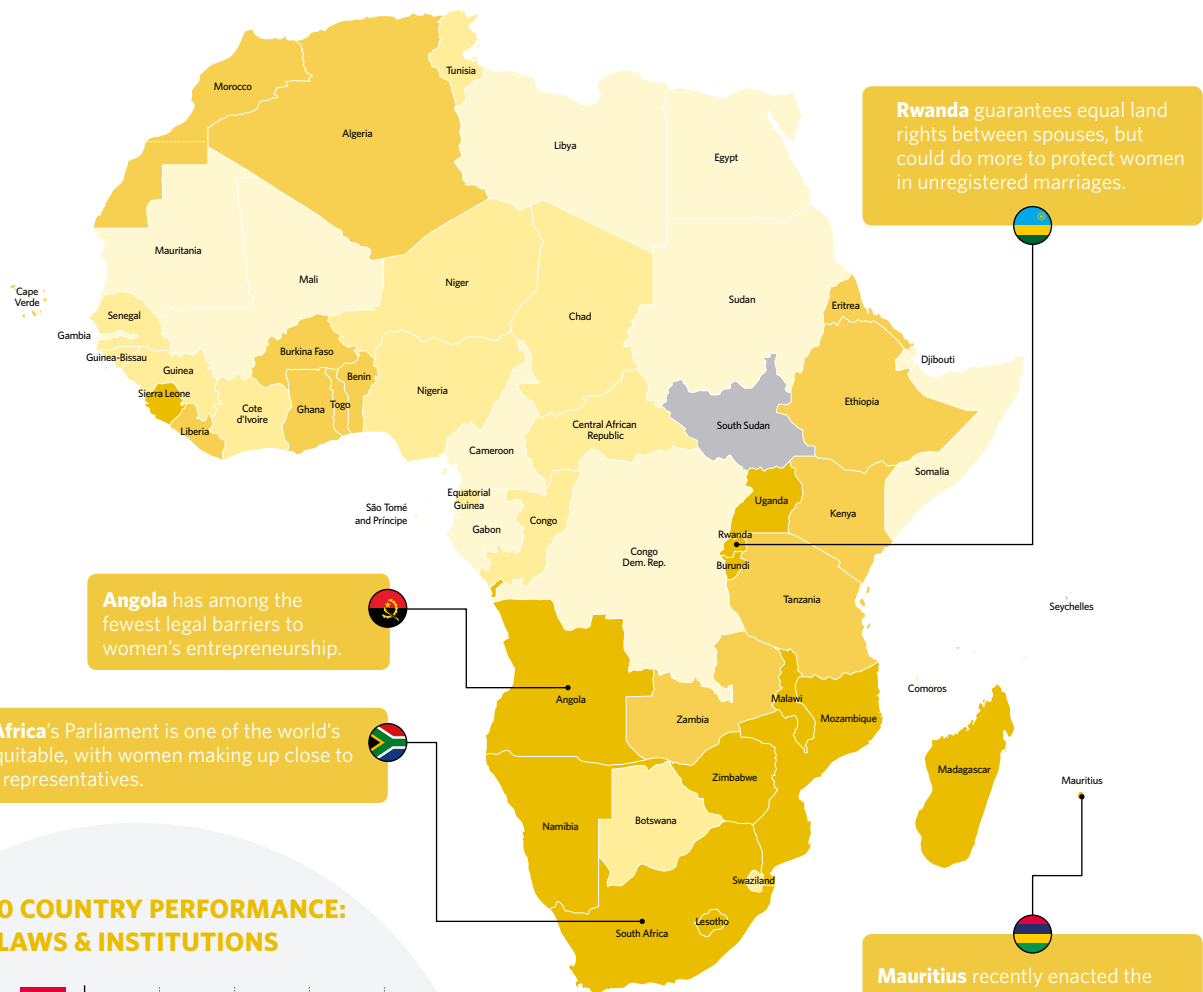 Morocco
Tunisia
Algeria
Libya
Egypt
Rwanda guarantees equal land
rights between spouses, but
could do more to protect women
in unregistered marriages.
Mauritania
Mali
Niger
Chad
Sudan
Eritrea
Cape
Verde
Senegal
Gambia
Guinea-Bissau
Guinea
Sierra Leone
Liberia
Cote
d'Ivoire
Burkina Faso
Ghana
Togo
Benin
Nigeria
Djibouti
Ethiopia
Central African
Republic
South Sudan
Cameroon
Somalia
Equatorial
Guinea
São Tomé
and Príncipe
Gabon
Congo
Uganda
Kenya
Rwanda
Burundi
Congo
Dem. Rep.
Tanzania
Seychelles
Angola has among the
fewest legal barriers to
women's entrepreneurship.
Angola
Comoros
Malawi
Zambia
Mozambique
Africa's Parliament is one of the world's
quitable, with women making up close to
representatives.
Zimbabwe
Madagascar
Mauritius
Namibia
Botswana
Swaziland
Lesotho
South Africa
0 COUNTRY PERFORMANCE:
LAWS & INSTITUTIONS
Mauritius recently enacted the